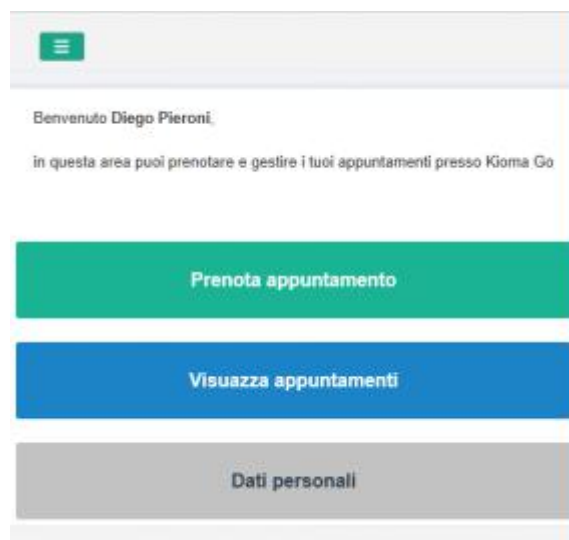 Benvenuto Diego Pieroni,
in questa area puoi prenotare e gestire i tuoi appuntamenti presso Kioma Go
Prenota appuntamento
Visuazza appuntamenti
Dati personali